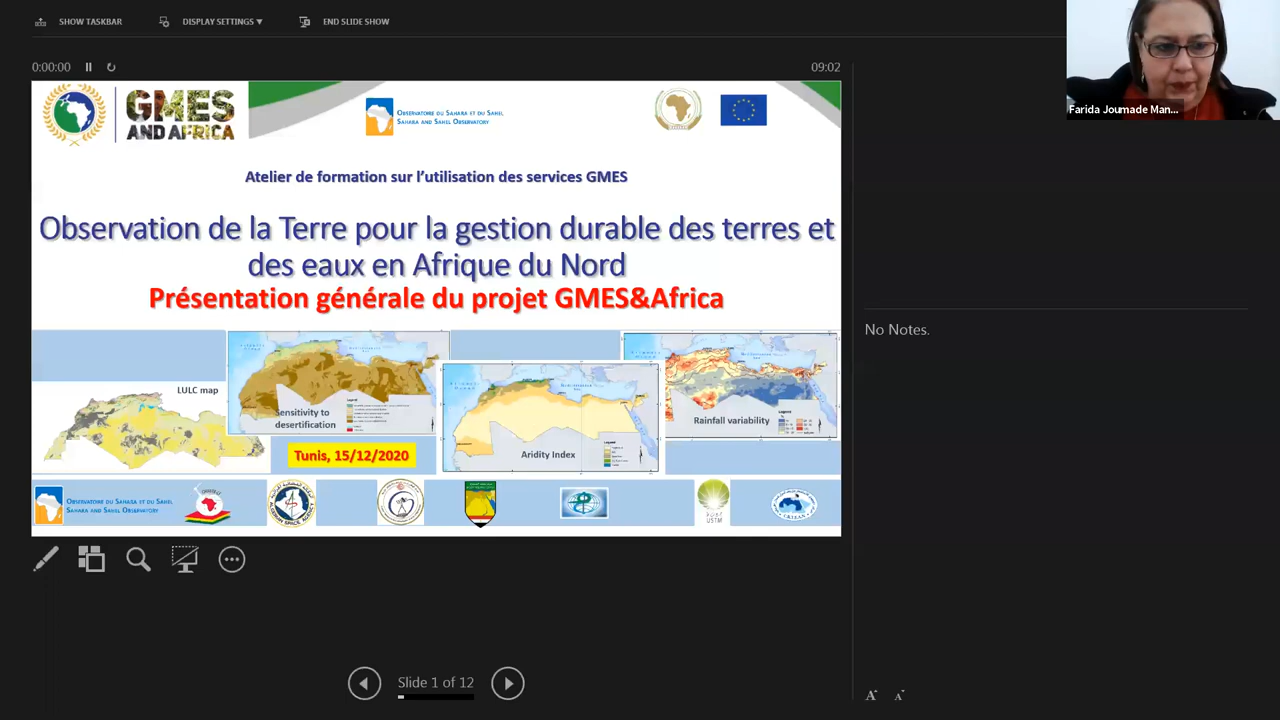 SHOW TASKBAR
DISPLAY SETTINGS ▼
END SLIDE SHOW
0:00:00
09:02
Farida Joumade Man...
GMES
AND AFRICA
OBSERVATOIRE DU SAHARA ET DU SAHEL
SAHARA AND SAHEL OBSERVATORY
Atelier de formation sur l'utilisation des services GMES
Observation de la Terre pour la gestion durable des terres et
des eaux en Afrique du Nord
Présentation générale du projet GMES&Africa
LULC map
Sensitivity to
desertification
Aridity Index
Rainfall variability
Tunis, 15/12/2020
OBSERVATOIRE DU SAHARA ET DU SAHEL
SAHARA AND SAHEL OBSERVATORY
No Notes.
Slide 1 of 12